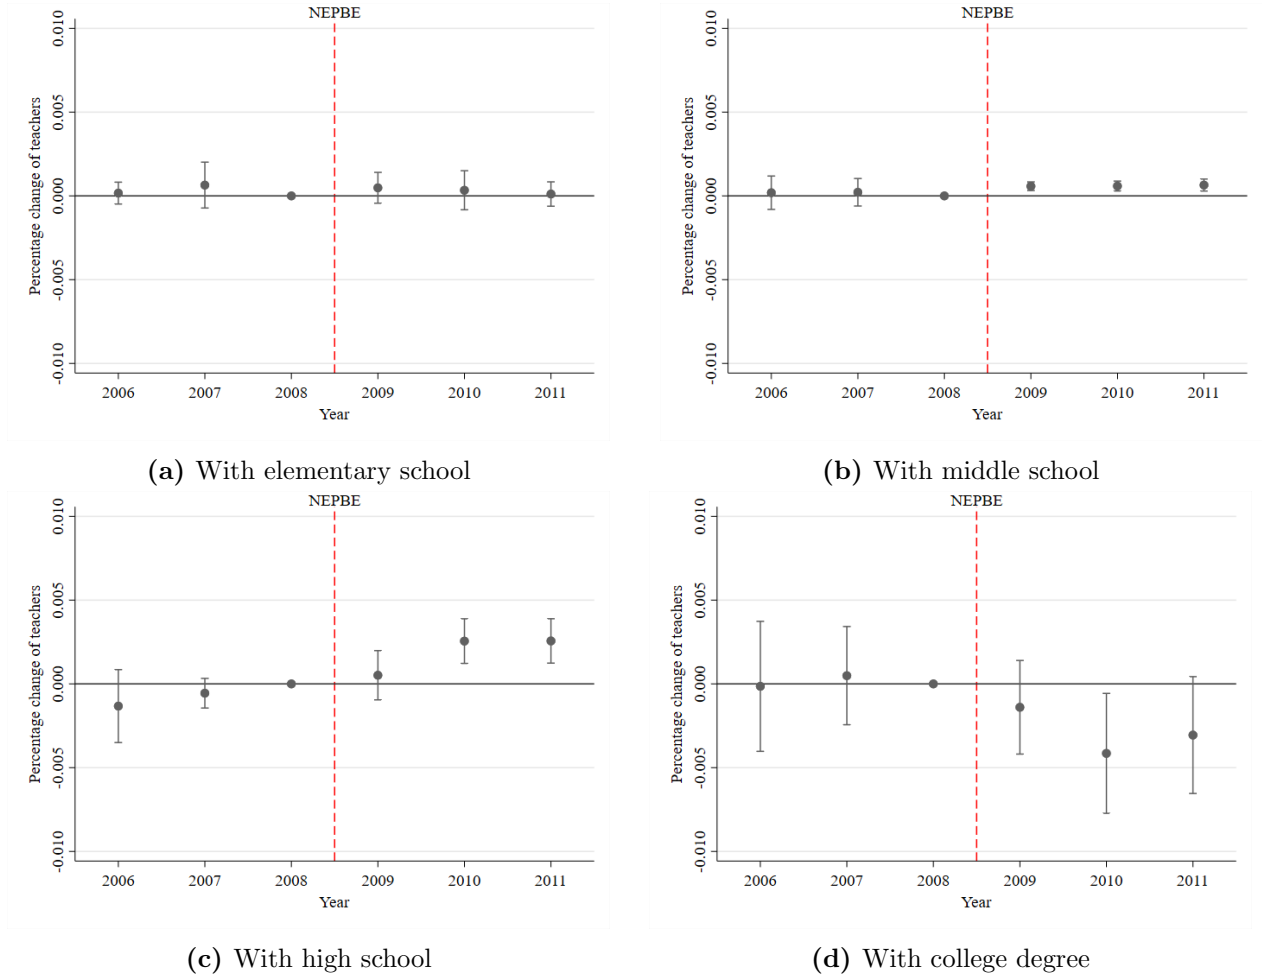 NEPBE
Percentage change of teachers
0.010
0.005
0.000
-0.005
-0.010
2006 2007 2008 2009 2010 2011
Year
(a) With elementary school
NEPBE
Percentage change of teachers
0.010
0.005
0.000
-0.005
-0.010
2006 2007 2008 2009 2010 2011
Year
(b) With middle school
NEPBE
Percentage change of teachers
0.010
0.005
0.000
-0.005
-0.010
2006 2007 2008 2009 2010 2011
Year
(c) With high school
NEPBE
Percentage change of teachers
0.010
0.005
0.000
-0.005
-0.010
2006 2007 2008 2009 2010 2011
Year
(d) With college degree